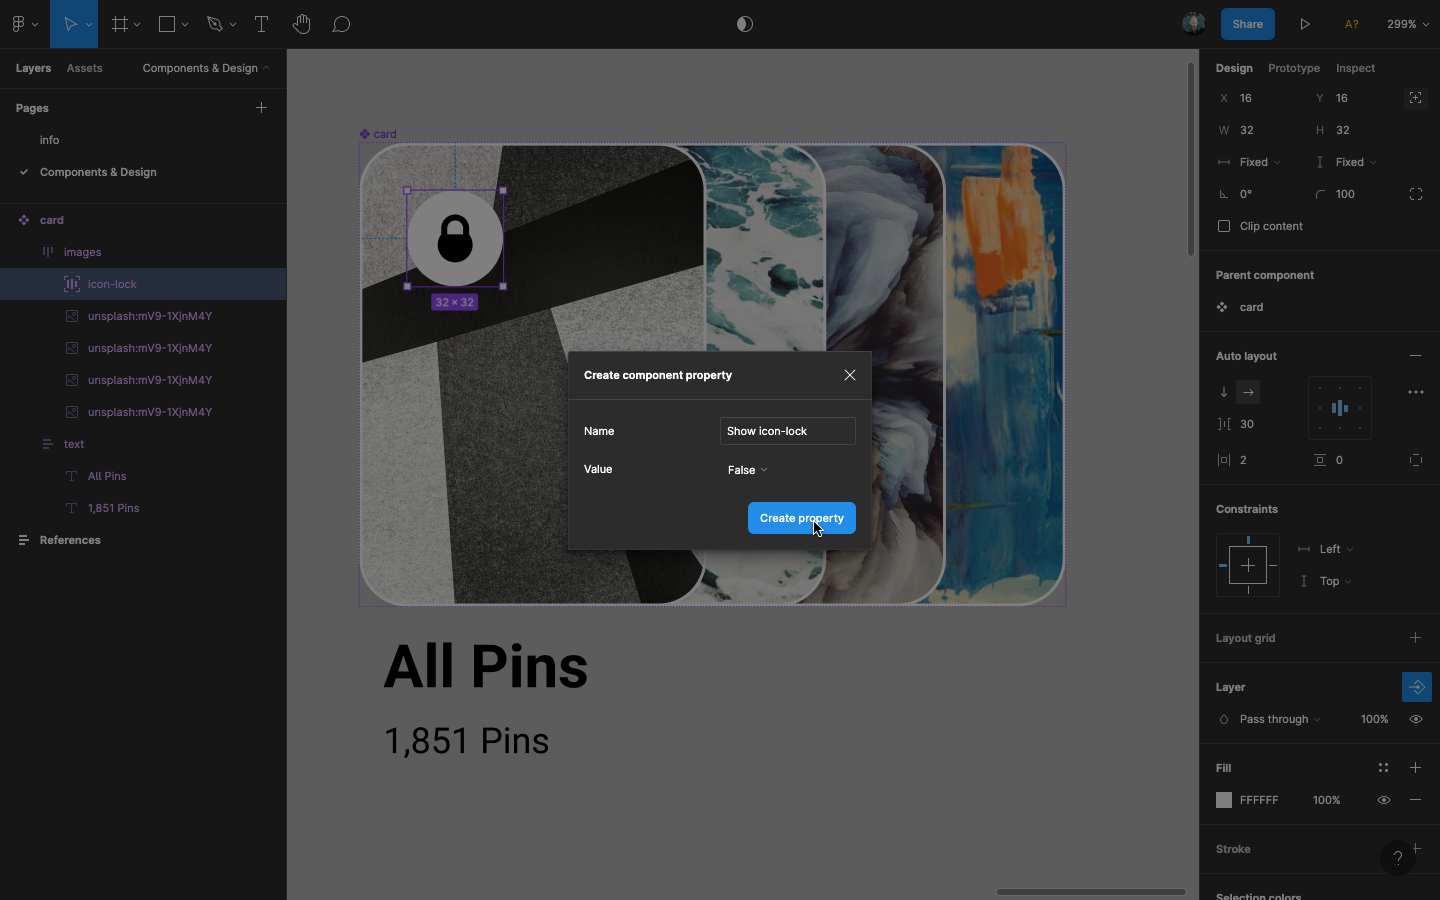 Share
A?
299%
Layers
Assets
Components & Design
Pages
info
Components & Design
card
images
icon-lock
unsplash:mV9-1XjnM4Y
unsplash:mV9-1XjnM4Y
unsplash:mV9-1XjnM4Y
unsplash:mV9-1XjnM4Y
text
All Pins
1,851 Pins
References
card
32 × 32
Create component property
Name
Show icon-lock
Value
False
Create property
All Pins
1,851 Pins
Design
Prototype
Inspect
X 16
Y 16
W 32
H 32
Fixed
Fixed
0°
100
Clip content
Parent component
card
Auto layout
30
2
0
Constraints
Left
Top
Layout grid
Layer
Pass through
100%
Fill
FFFFFF
100%
Stroke
?
Selection colors